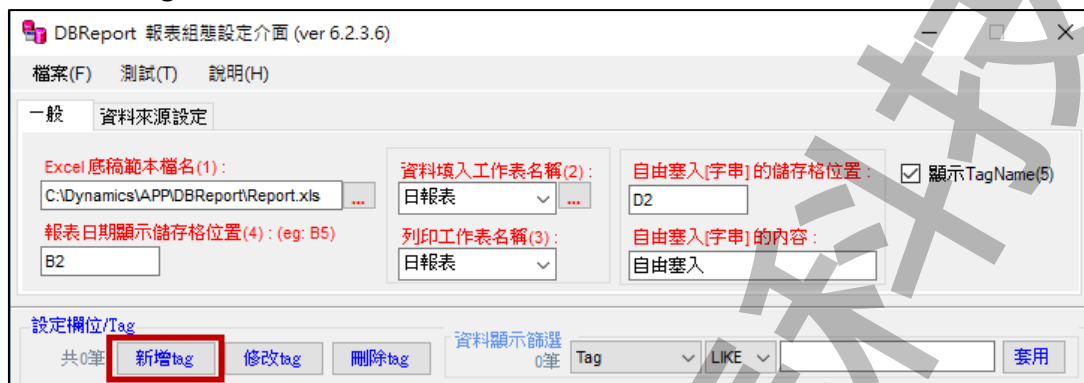 DBReport 報表組態設定介面 (ver 6.2.3.6)
檔案(F) 測試(T) 說明(H)
一般 資料來源設定
Excel 底稿範本檔名(1) :
C:\Dynamics\APP\DBReport\Report.xls ...
報表日期顯示儲存格位置(4) : (eg: B5)
B2
資料填入工作表名稱(2) :
日報表 ...
列印工作表名稱(3) :
日報表
自由塞入[字串] 的儲存格位置 :
D2
自由塞入[字串] 的內容 :
自由塞入
顯示TagName(5)
設定欄位/Tag
共0筆 新增tag 修改tag 刪除tag
資料顯示篩選
0筆 Tag LIKE 套用